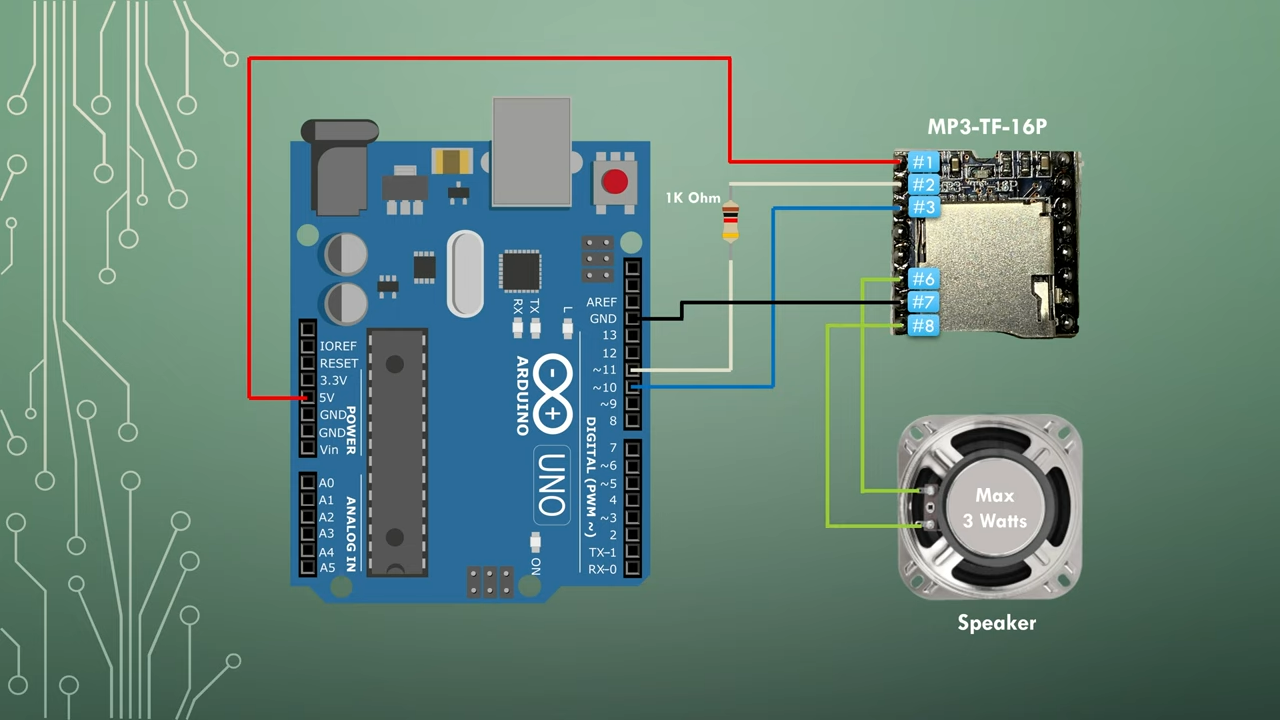 MP3-TF-16P
#1
#2
#3
#6
#7
#8
1K Ohm
AREF
GND
13
12
~11
~10
~9
8
7
~6
~5
4
~3
2
TX-1
RX-0
RX
TX
L
IOREF
RESET
3.3V
5V
GND
GND
Vin
POWER
A0
A1
A2
A3
A4
A5
ANALOG IN
ARDUINO
- +
UNO
DIGITAL (PWM ~)
ON
Max
3 Watts
Speaker